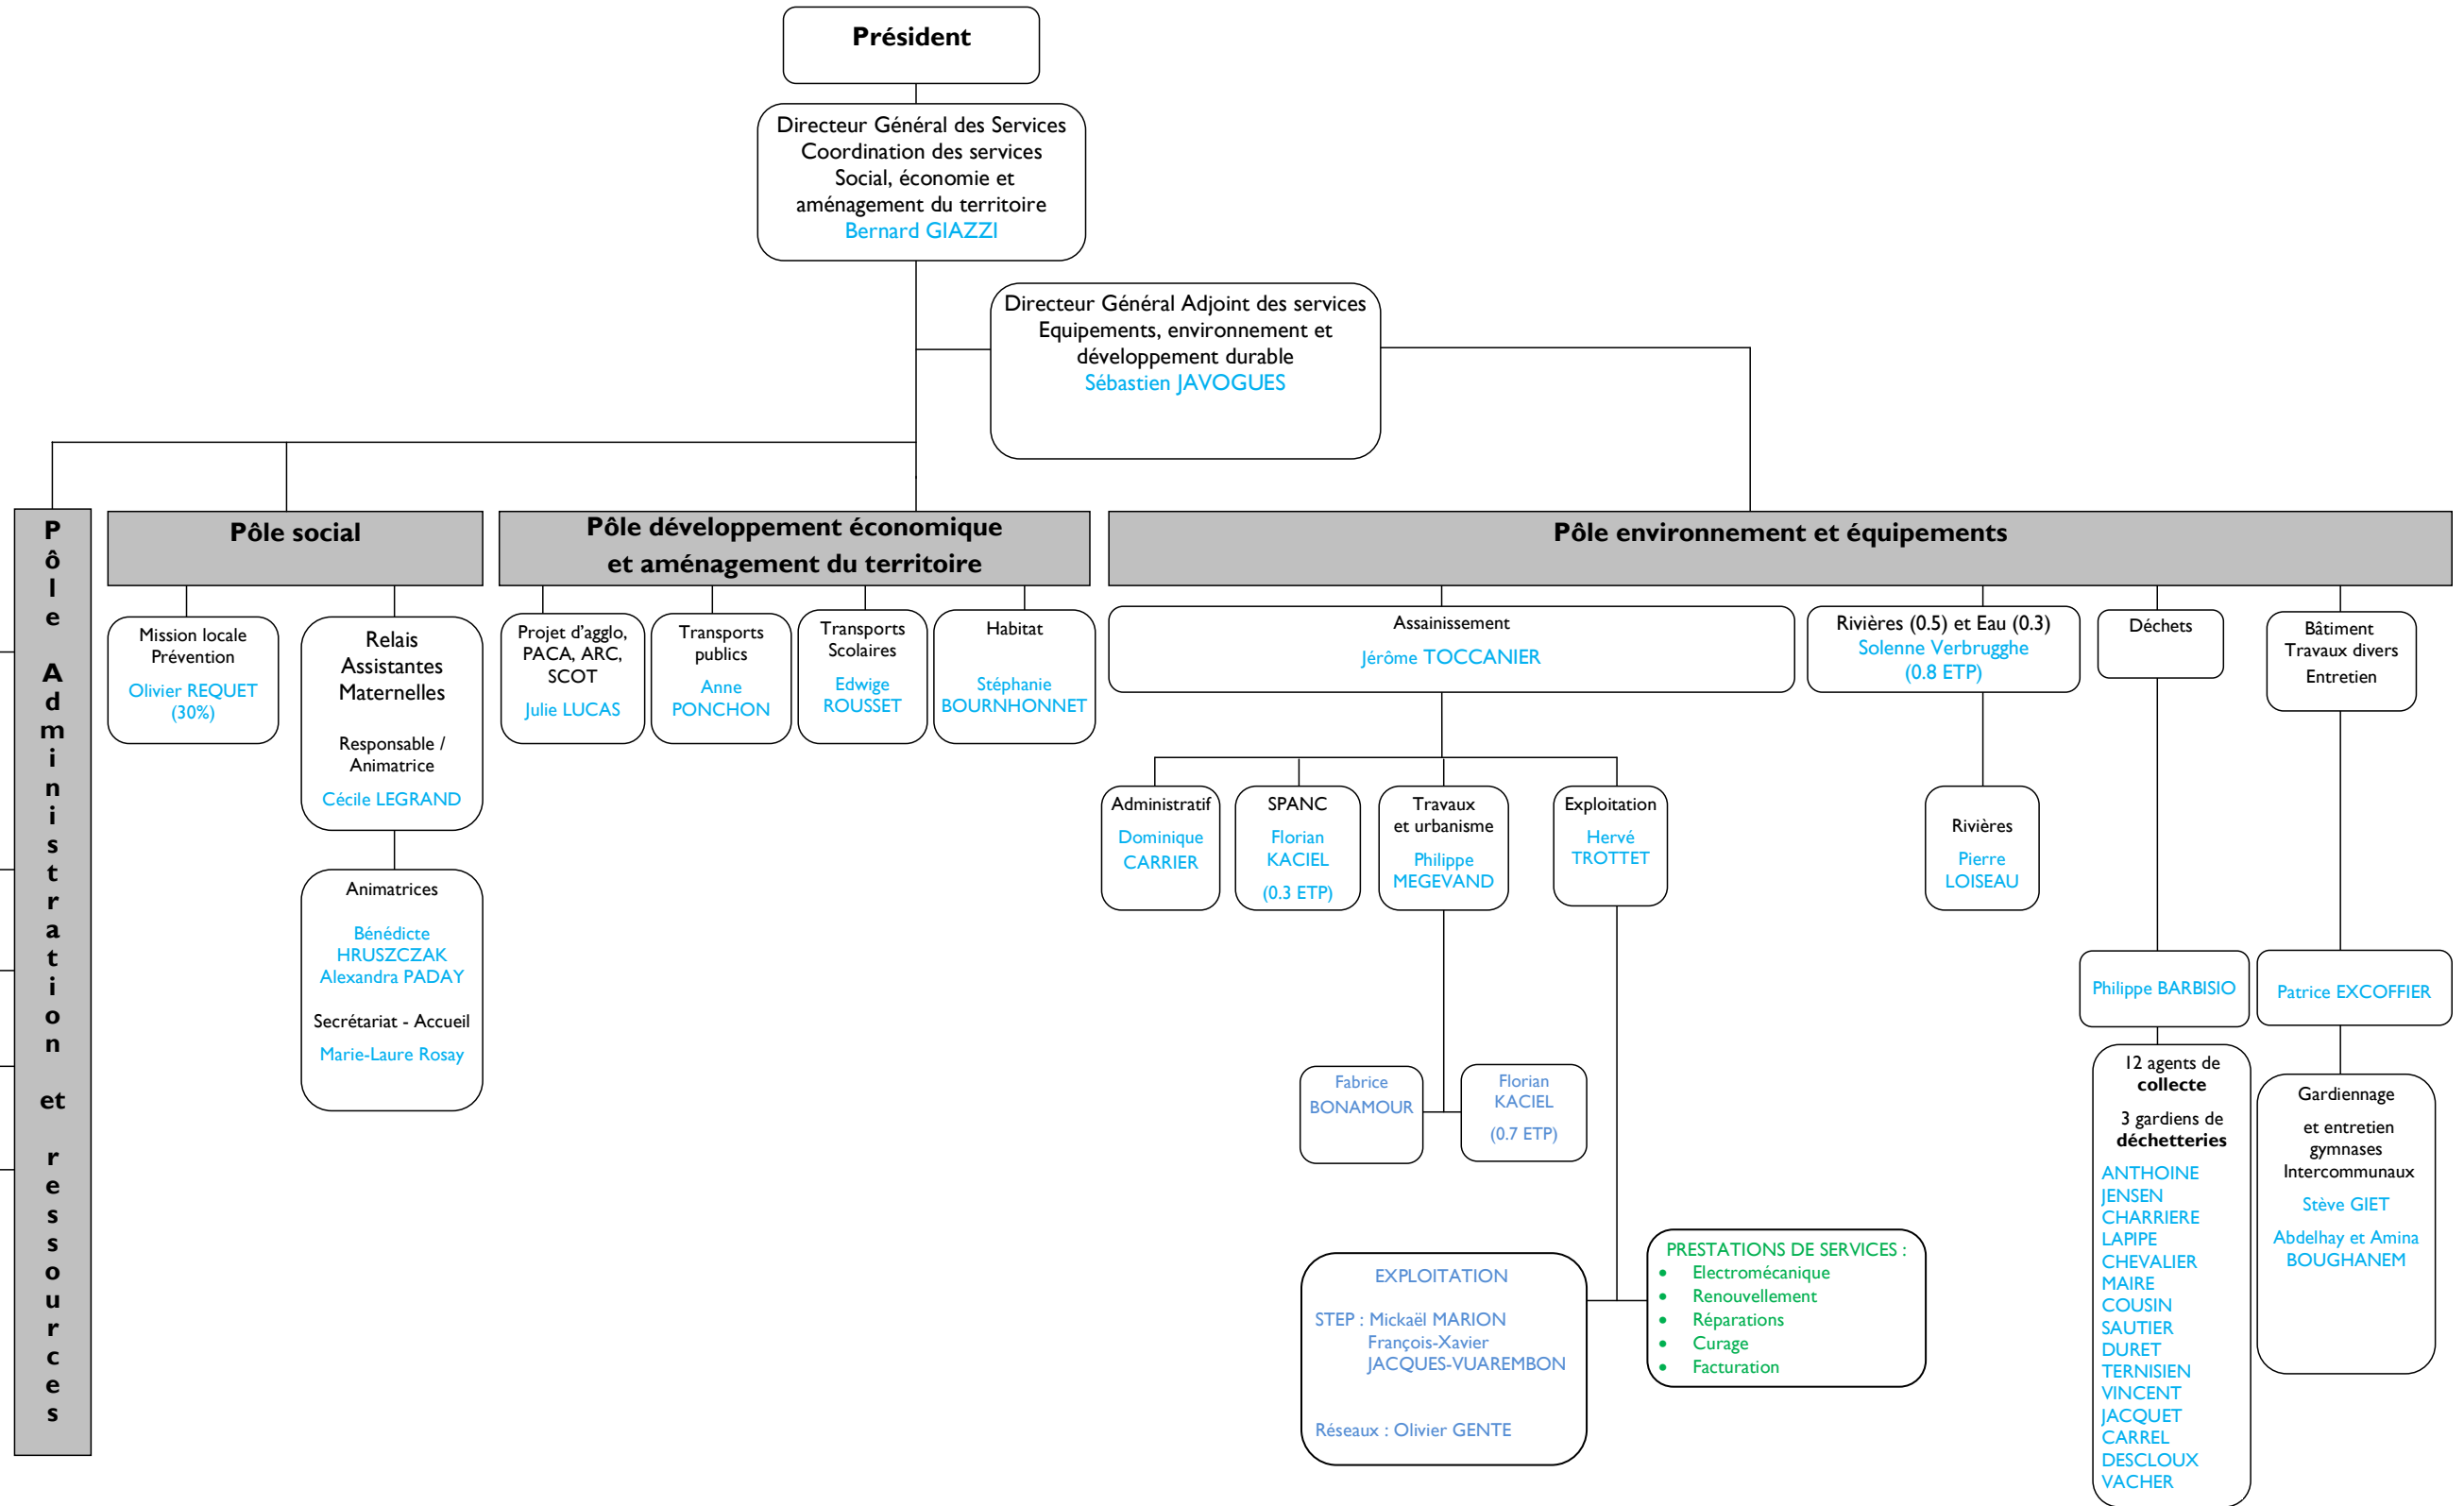 Président
Directeur Général des Services
Coordination des services
Social, économie et
aménagement du territoire
Bernard GIAZZI
Directeur Général Adjoint des services
Equipements, environnement et
développement durable
Sébastien JAVOGUES
Pôle Administration et ressources
Pôle social
Mission locale
Prévention
Olivier REQUET
(30%)
Relais
Assistantes
Maternelles
Responsable /
Animatrice
Cécile LEGRAND
Animatrices
Bénédicte
HRUSZCZAK
Alexandra PADAY
Secrétariat - Accueil
Marie-Laure Rosay
Pôle développement économique
et aménagement du territoire
Projet d'agglo,
PACA, ARC,
SCOT
Julie LUCAS
Transports
publics
Anne
PONCHON
Transports
Scolaires
Edwige
ROUSSET
Habitat
Stéphanie
BOURNHONNET
Pôle environnement et équipements
Assainissement
Jérôme TOCCANIER
Administratif
Dominique
CARRIER
SPANC
Florian
KACIEL
(0.3 ETP)
Travaux
et urbanisme
Philippe
MEGEVAND
Exploitation
Hervé
TROTTET
Fabrice
BONAMOUR
Florian
KACIEL
(0.7 ETP)
EXPLOITATION
STEP : Mickaël MARION
François-Xavier
JACQUES-VUAREMBON
Réseaux : Olivier GENTE
PRESTATIONS DE SERVICES :
• Electromécanique
• Renouvellement
• Réparations
• Curage
• Facturation
Rivières (0.5) et Eau (0.3)
Solenne Verbrugghe
(0.8 ETP)
Rivières
Pierre
LOISEAU
Déchets
Philippe BARBISIO
12 agents de
collecte
3 gardiens de
déchetteries
ANTHOINE
JENSEN
CHARRIERE
LAPIPE
CHEVALIER
MAIRE
COUSIN
SAUTIER
DURET
TERNISIEN
VINCENT
JACQUET
CARREL
DESCLOUX
VACHER
Bâtiment
Travaux divers
Entretien
Patrice EXCOFFIER
Gardiennage
et entretien
gymnases
Intercommunaux
Stève GIET
Abdelhay et Amina
BOUGHANEM